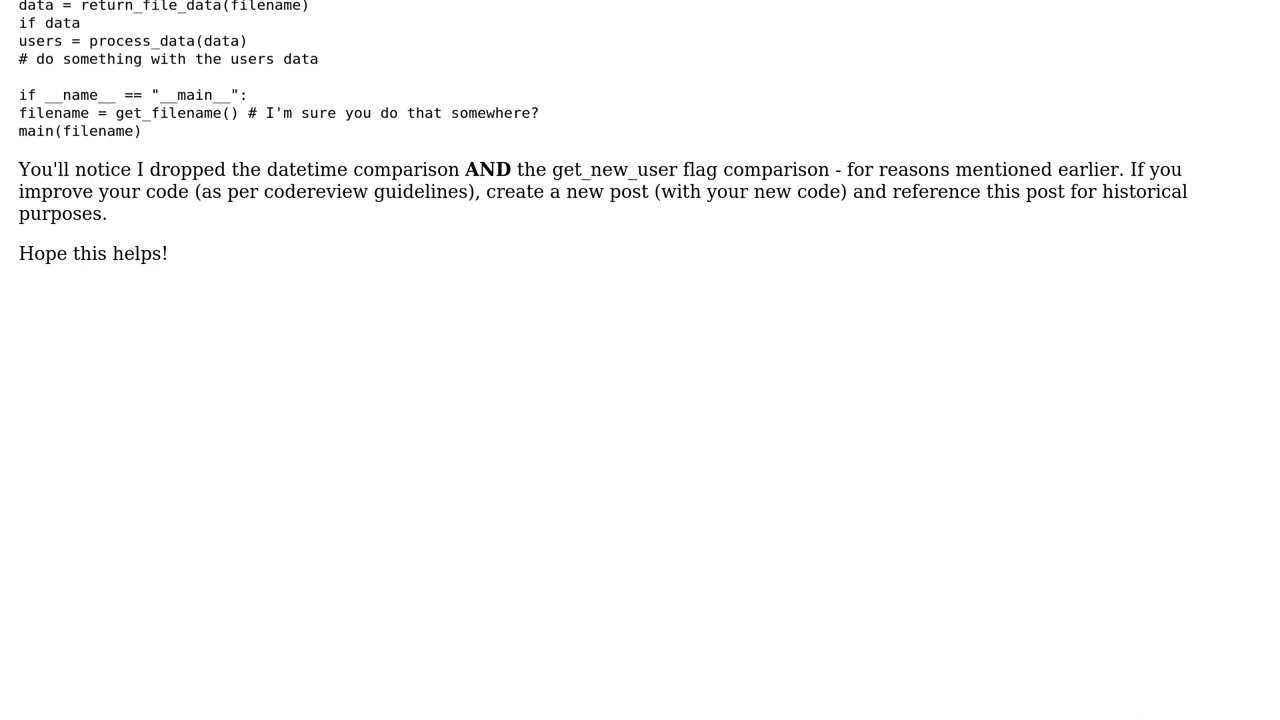 data = return_file_data(filename)
if data
users = process_data(data)
# do something with the users data
if __name__ == "__main__":
filename = get_filename() # I'm sure you do that somewhere?
main(filename)
You'll notice I dropped the datetime comparison AND the get_new_user flag comparison - for reasons mentioned earlier. If you
improve your code (as per codereview guidelines), create a new post (with your new code) and reference this post for historical
purposes.
Hope this helps!